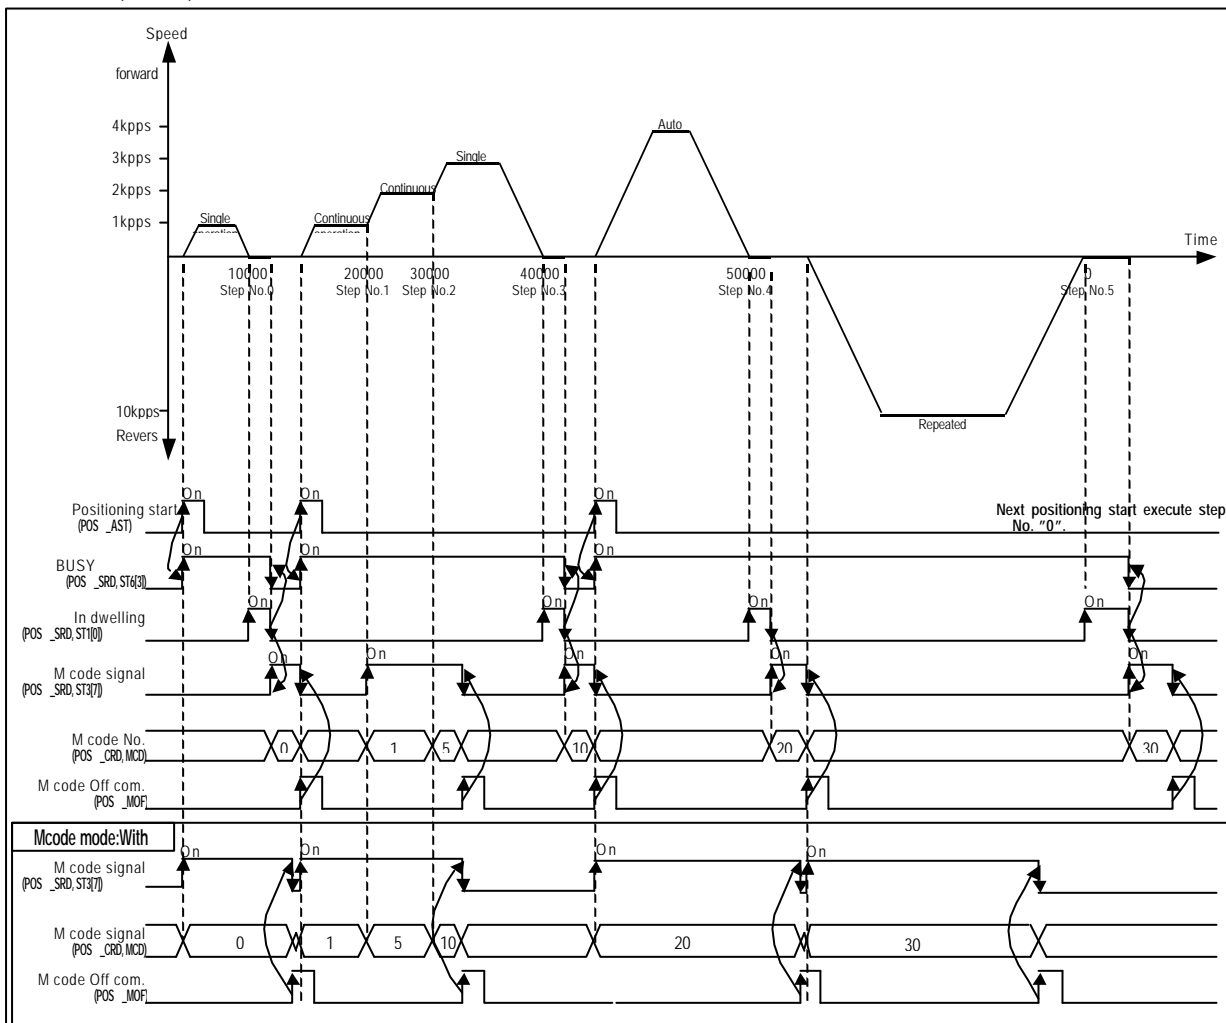 Speed
forward
4kpps
3kpps
2kpps
1kpps
Auto
Single
Continuous
Single
Continuous
Time
10000
20000
30000
40000
50000
0
Step No.0
Step No.1
Step No.2
Step No.3
Step No.4
Step No.5
10kpps
Revers
Repeated
On
On
On
Positioning start
(POS _AST)
Next positioning start execute step
No. "0".
On
On
On
BUSY
(POS _SRD, ST6[3])
On
On
On
On
In dwelling
(POS _SRD, ST1[0])
On
On
On
On
On
M code signal
(POS _SRD, ST3[7])
M code No.
(POS _CRD, MCD)
0
1
5
10
20
30
M code Off com.
(POS _MOF)
Mcode mode:With
On
On
On
On
M code signal
(POS _SRD, ST3[7])
M code signal
(POS _CRD, MCD)
0
1
5
10
20
30
M code Off com.
(POS _MOF)